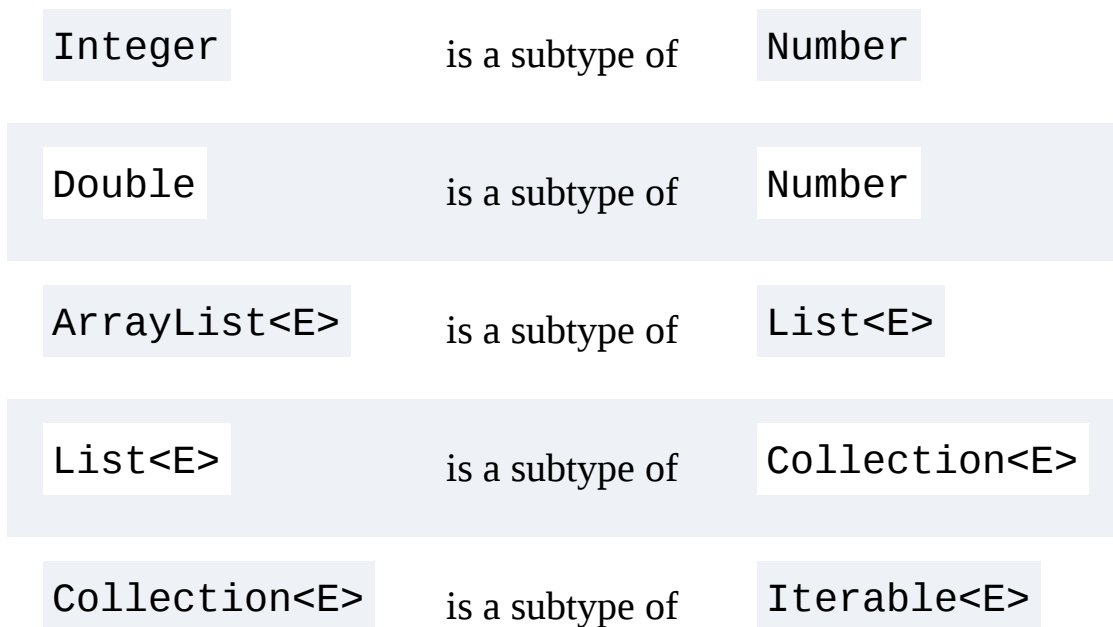 Integer is a subtype of Number
Double is a subtype of Number
ArrayList<E> is a subtype of List<E>
List<E> is a subtype of Collection<E>
Collection<E> is a subtype of Iterable<E>